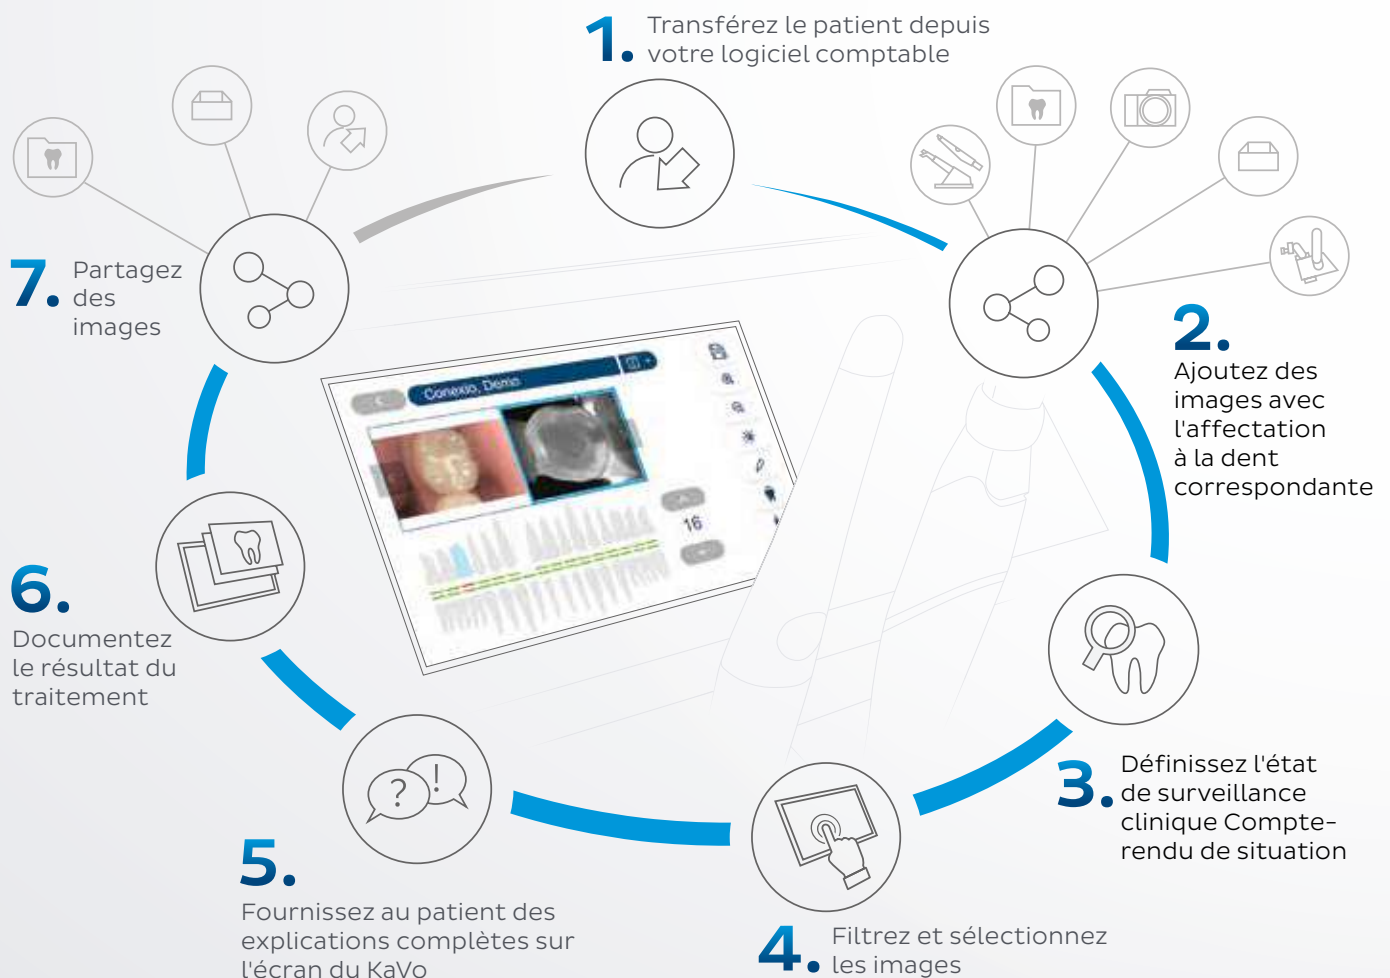 1.
Transférez le patient depuis
votre logiciel comptable
2.
Ajoutez des
images avec
l'affectation
à la dent
correspondante
3.
Définissez l'état
de surveillance
clinique Compte-
rendu de situation
4.
Filtrez et sélectionnez
les images
5.
Fournissez au patient des
explications complètes sur
l'écran du KaVo
6.
Documentez
le résultat du
traitement
7.
Partagez
des
images
Conexio, Demo
16
?
!